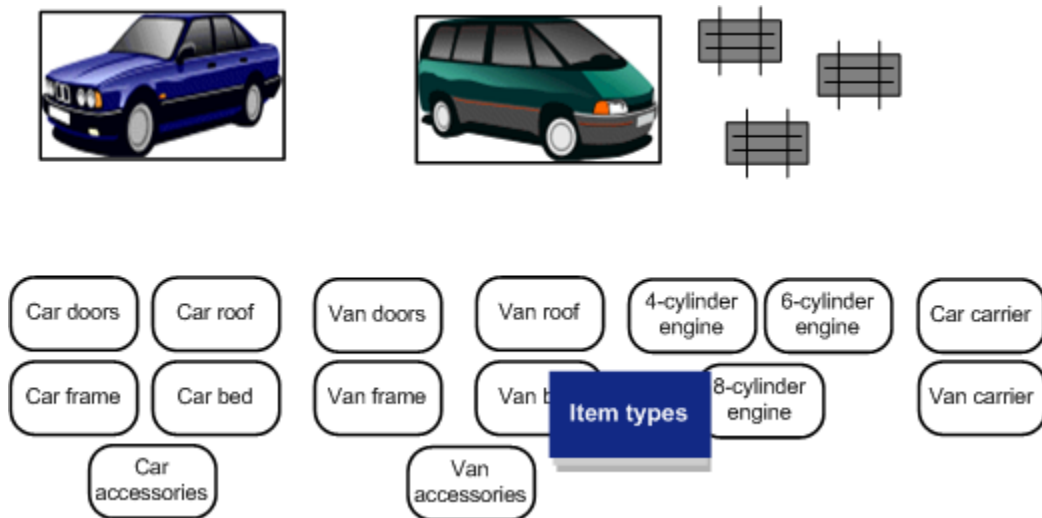 Car doors
Car roof
Van doors
Van roof
4-cylinder
engine
6-cylinder
engine
Car carrier
Car frame
Car bed
Van frame
Van
Item types
8-cylinder
engine
Van carrier
Car
accessories
Van
accessories